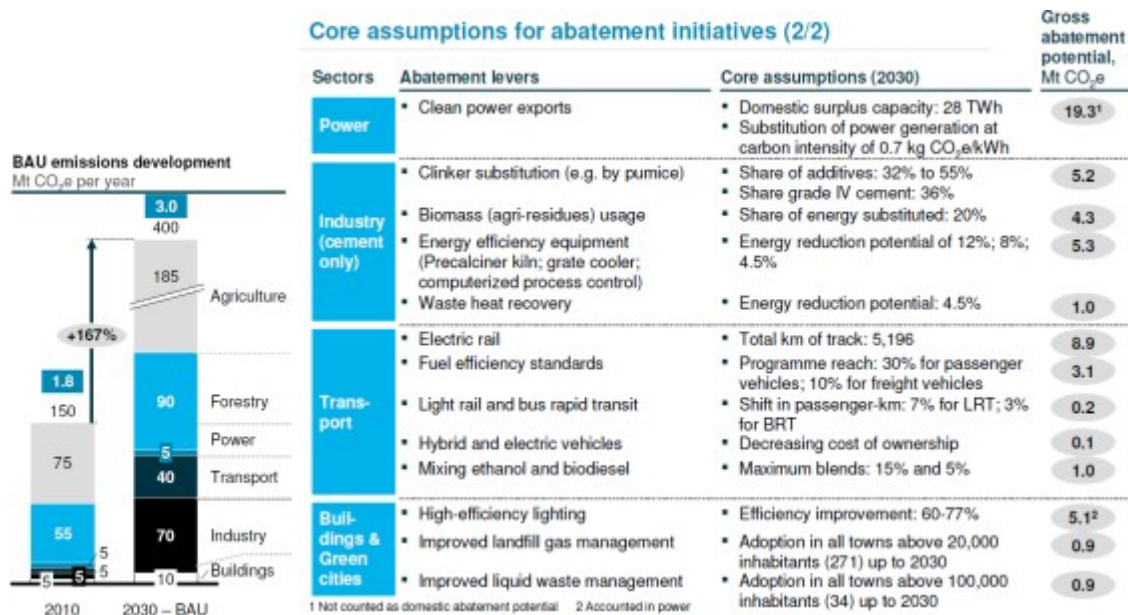 BAU emissions development
Mt CO₂e per year
3.0
400
185
Agriculture
+167%
1.8
150
90
Forestry
75
Power
5
40
Transport
55
70
Industry
5
5
5
5
10
Buildings
2010
2030 – BAU
Core assumptions for abatement initiatives (2/2)
Gross
abatement
potential,
Mt CO₂e
Sectors
Abatement levers
Core assumptions (2030)
Power
▪ Clean power exports
▪ Domestic surplus capacity: 28 TWh
▪ Substitution of power generation at
carbon intensity of 0.7 kg CO₂e/kWh
19.3¹
Industry
(cement
only)
▪ Clinker substitution (e.g. by pumice)
▪ Share of additives: 32% to 55%
▪ Share grade IV cement: 36%
5.2
▪ Biomass (agri-residues) usage
▪ Share of energy substituted: 20%
4.3
▪ Energy efficiency equipment
(Precalciner kiln; grate cooler;
computerized process control)
▪ Energy reduction potential of 12%; 8%;
4.5%
5.3
▪ Waste heat recovery
▪ Energy reduction potential: 4.5%
1.0
Trans-
port
▪ Electric rail
▪ Total km of track: 5,196
8.9
▪ Fuel efficiency standards
▪ Programme reach: 30% for passenger
vehicles; 10% for freight vehicles
3.1
▪ Light rail and bus rapid transit
▪ Shift in passenger-km: 7% for LRT; 3%
for BRT
0.2
▪ Hybrid and electric vehicles
▪ Decreasing cost of ownership
0.1
▪ Mixing ethanol and biodiesel
▪ Maximum blends: 15% and 5%
1.0
Buil-
dings &
Green
cities
▪ High-efficiency lighting
▪ Efficiency improvement: 60-77%
5.1²
▪ Improved landfill gas management
▪ Adoption in all towns above 20,000
inhabitants (271) up to 2030
0.9
▪ Improved liquid waste management
▪ Adoption in all towns above 100,000
inhabitants (34) up to 2030
0.9
1 Not counted as domestic abatement potential 2 Accounted in power